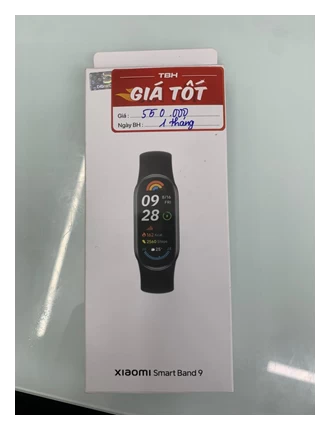 TBH
GIÁ TỐT
Giá: 550.000
Ngày BH: 1 tháng
09
28
XIAOMI Smart Band 9